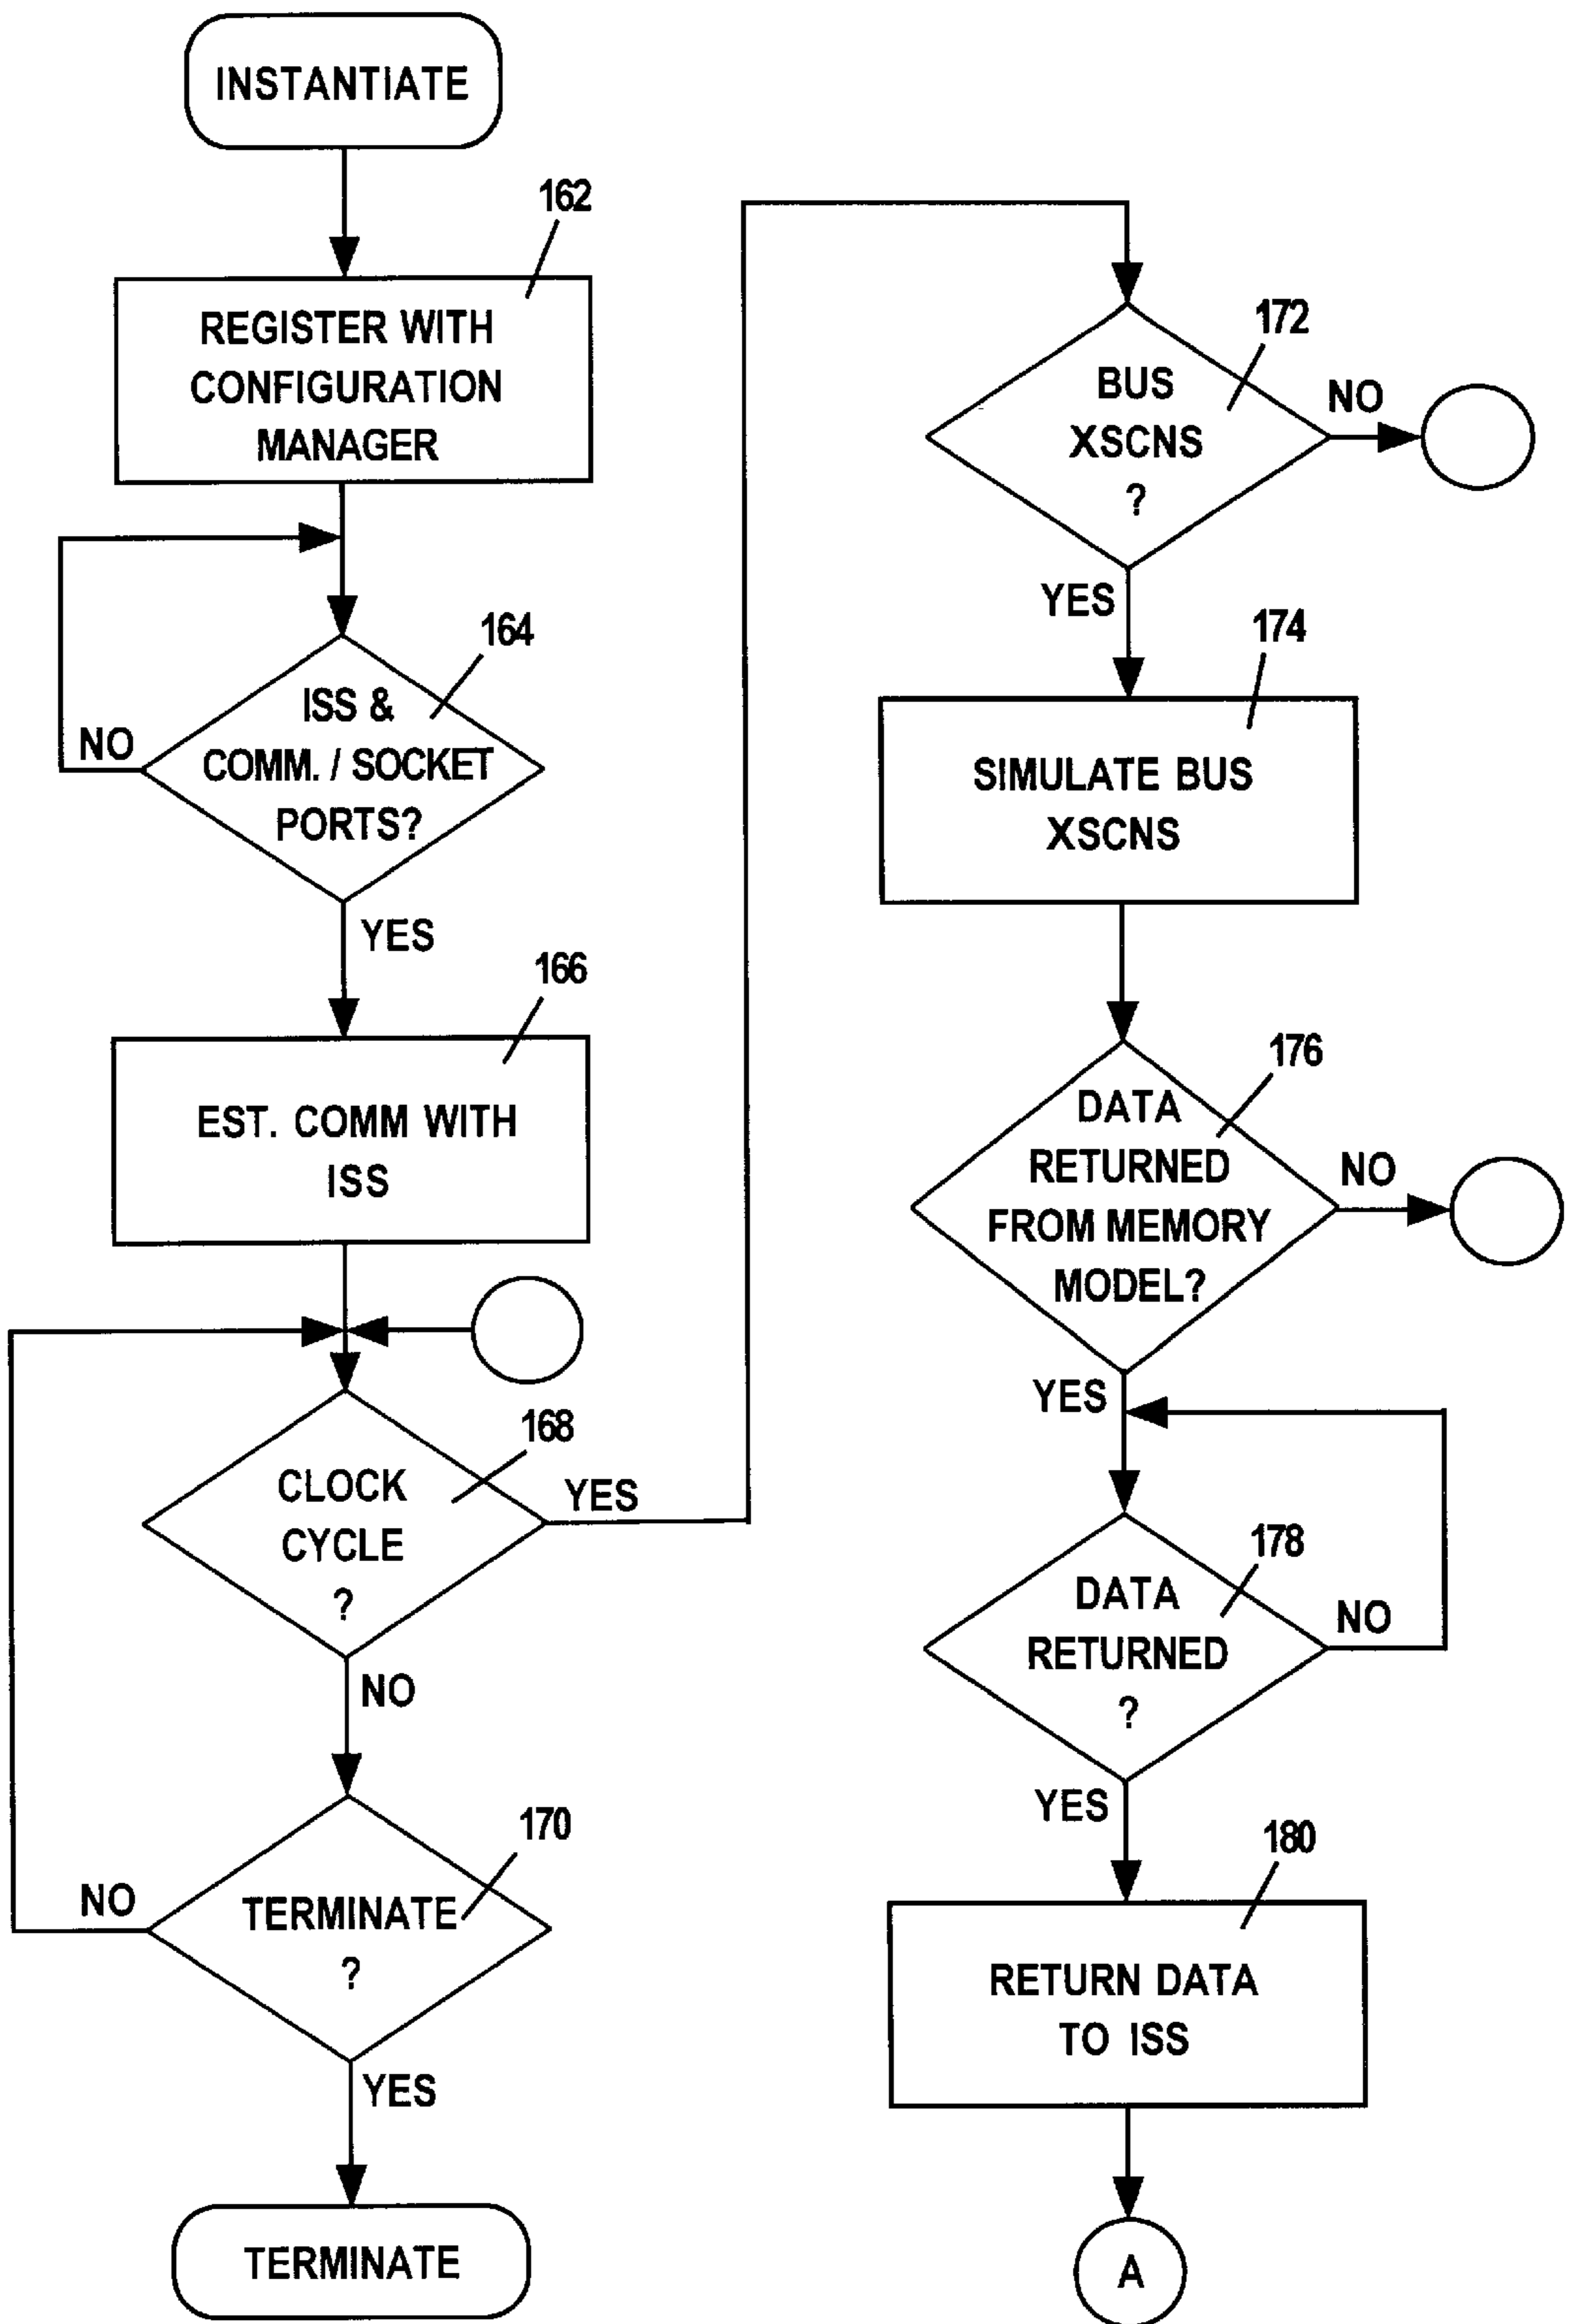 INSTANTIATE
162
REGISTER WITH
CONFIGURATION
MANAGER
164
ISS &
COMM. / SOCKET
PORTS?
NO
YES
166
EST. COMM WITH
ISS
168
CLOCK
CYCLE
?
YES
NO
170
TERMINATE
?
NO
YES
TERMINATE
172
BUS
XSCNS
?
NO
YES
174
SIMULATE BUS
XSCNS
176
DATA
RETURNED
FROM MEMORY
MODEL?
NO
YES
178
DATA
RETURNED
?
NO
YES
180
RETURN DATA
TO ISS
A